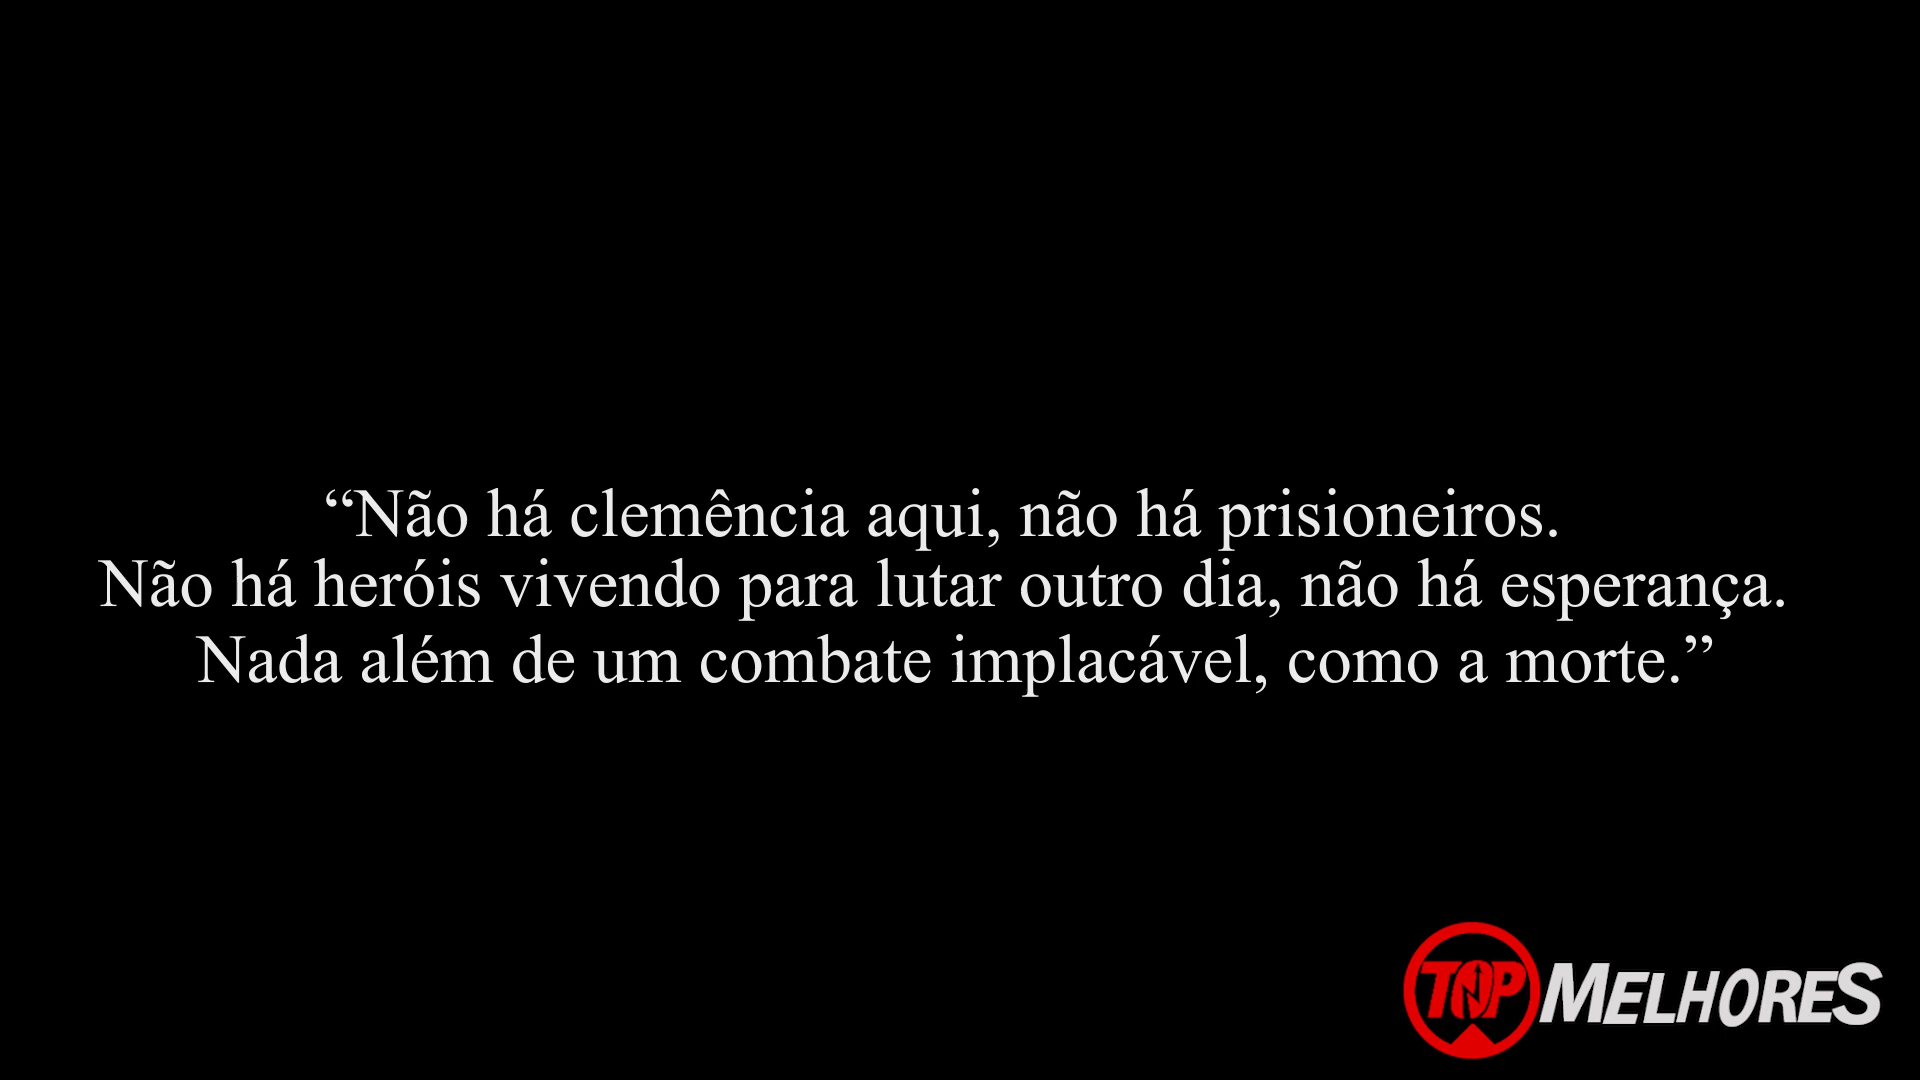 “Não há clemência aqui, não há prisioneiros.
Não há heróis vivendo para lutar outro dia, não há esperança.
Nada além de um combate implacável, como a morte.”
TOP MELHORES